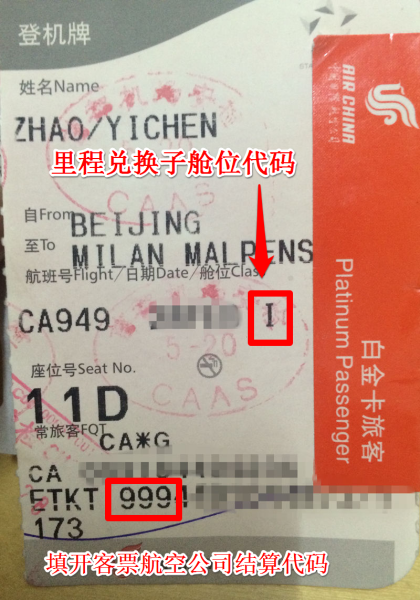 登机牌
姓名Name
ZHAO/YICHEN
里程兑换子舱位代码
CAAS
自From BEIJING
至To MILAN MALPENS
航班号Flight/日期Date/舱位Class
CA949 I
5-20
座位号Seat No.
CAAS
11D
常旅客FQT
CA*G
CA
ETKT 999
173
填开客票航空公司结算代码
AIR CHINA
Platinum Passenger
白金卡旅客